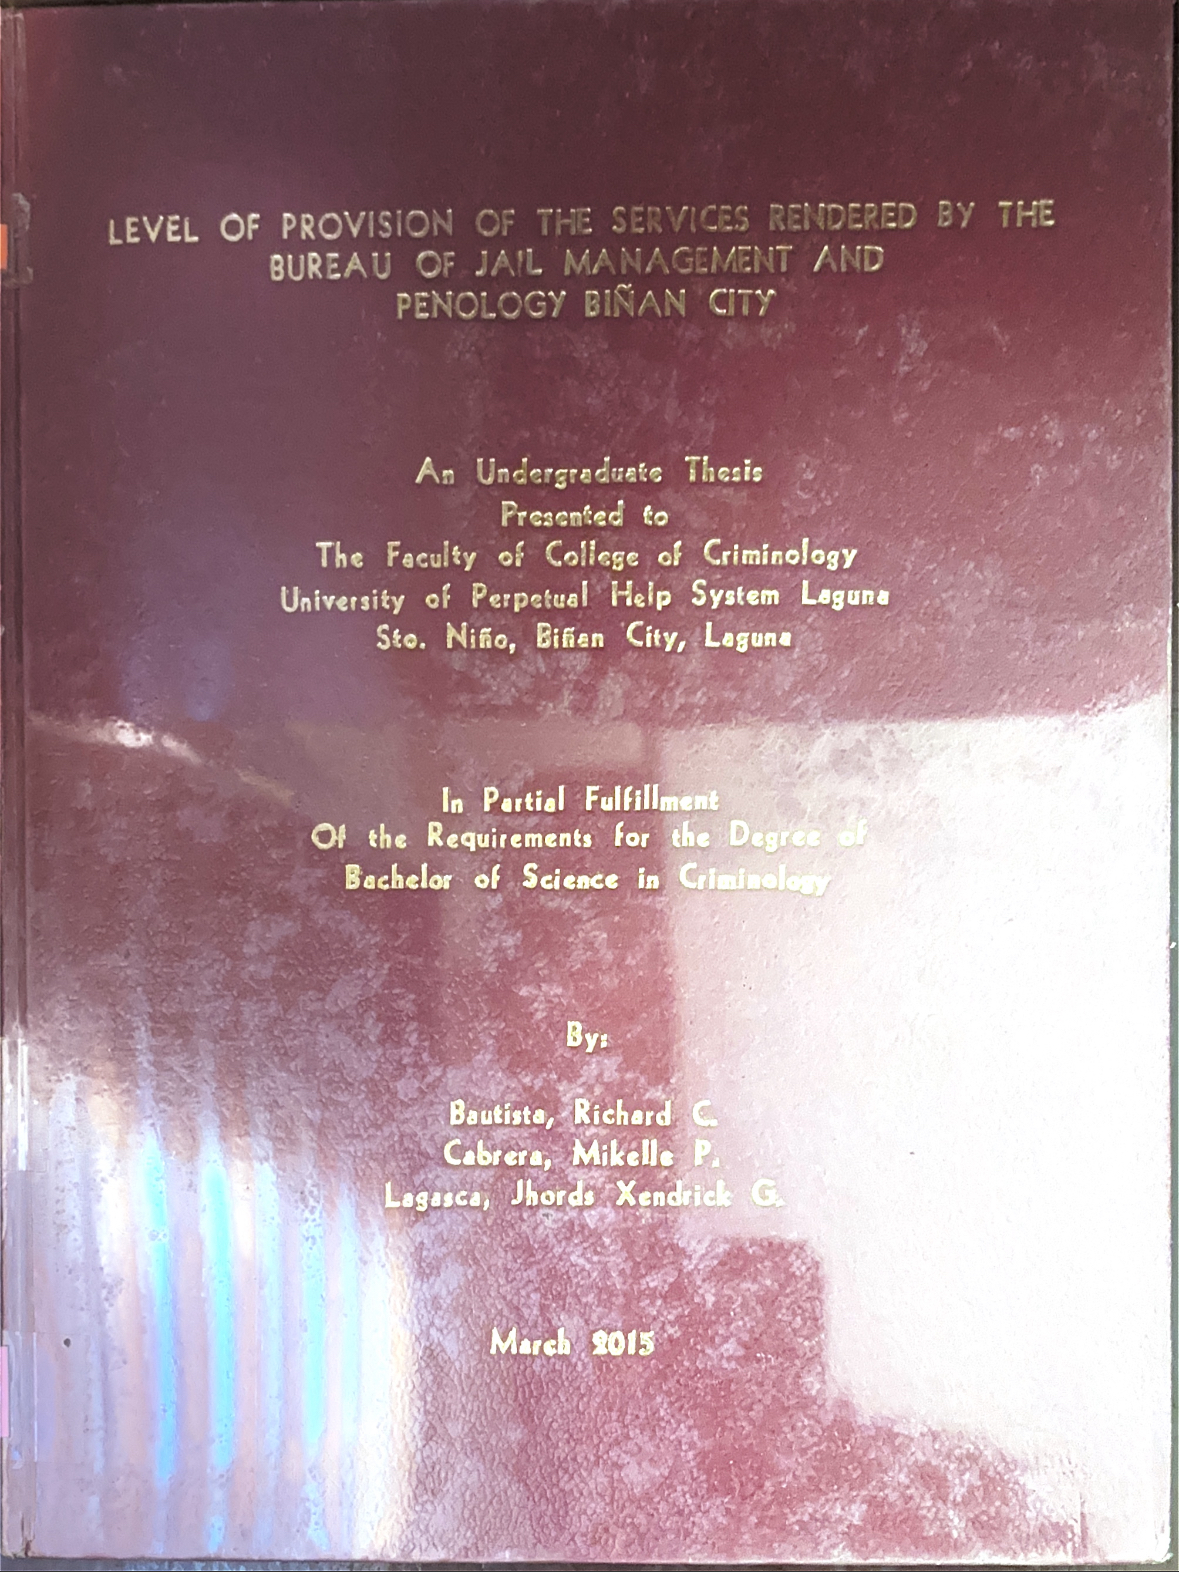 LEVEL OF PROVISION OF THE SERVICES RENDERED BY THE
BUREAU OF JAIL MANAGEMENT AND
PENOLOGY BIÑAN CITY
An Undergraduate Thesis
Presented to
The Faculty of College of Criminology
University of Perpetual Help System Laguna
Sto. Niño, Biñan City, Laguna
In Partial Fulfillment
Of the Requirements for the Degree of
Bachelor of Science in Criminology
By:
Bautista, Richard C.
Cabrera, Mikelle P.
Lagasca, Jhords Xendrick G.
March 2015